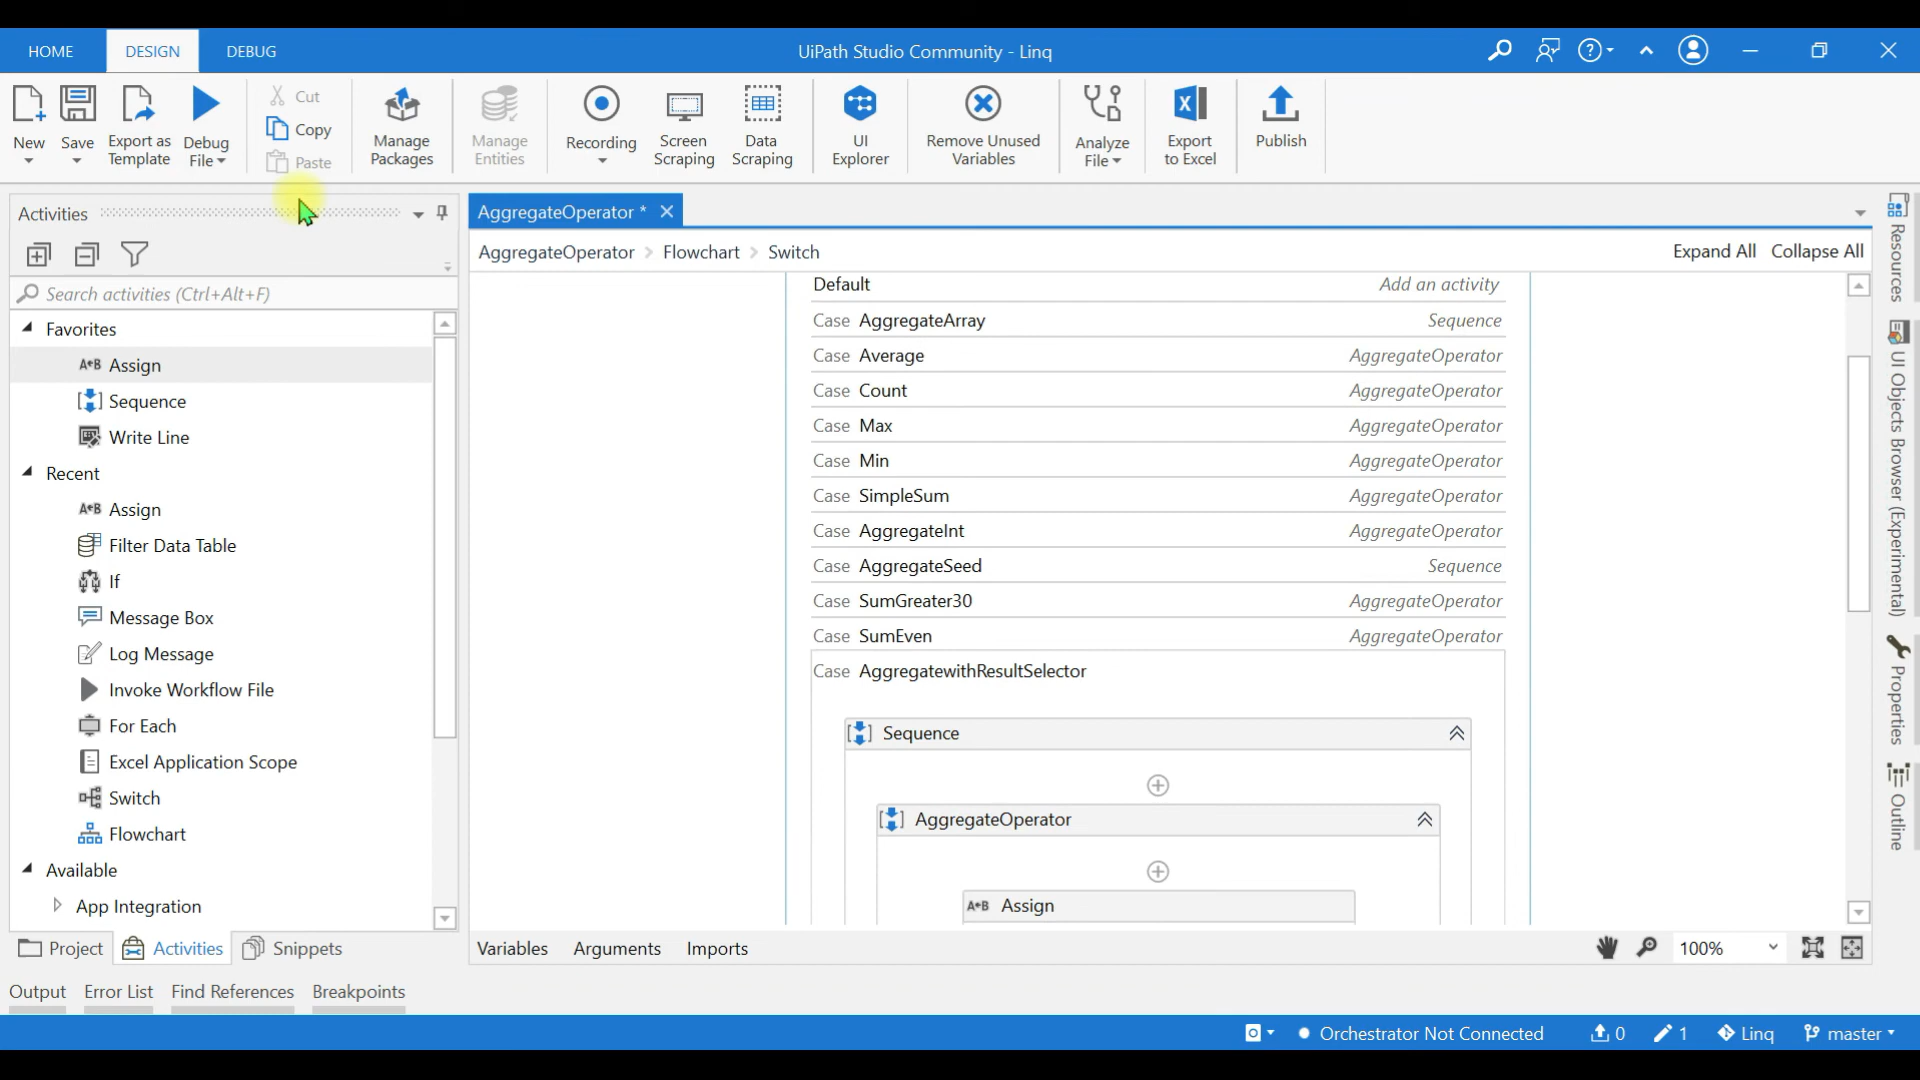 HOME DESIGN DEBUG UiPath Studio Community - Linq
New Save Export as Template Debug File Cut Copy Paste Manage Packages Manage Entities Recording Screen Scraping Data Scraping UI Explorer Remove Unused Variables Analyze File Export to Excel Publish
Activities
AggregateOperator *
AggregateOperator Flowchart Switch Expand All Collapse All
Search activities (Ctrl+Alt+F)
Favorites
Assign
Sequence
Write Line
Recent
Assign
Filter Data Table
If
Message Box
Log Message
Invoke Workflow File
For Each
Excel Application Scope
Switch
Flowchart
Available
App Integration
Project Activities Snippets
Default Add an activity
Case AggregateArray Sequence
Case Average AggregateOperator
Case Count AggregateOperator
Case Max AggregateOperator
Case Min AggregateOperator
Case SimpleSum AggregateOperator
Case AggregateInt AggregateOperator
Case AggregateSeed Sequence
Case SumGreater30 AggregateOperator
Case SumEven AggregateOperator
Case AggregatewithResultSelector
Sequence
AggregateOperator
A*B Assign
Variables Arguments Imports 100%
Resources
UI Objects Browser (Experimental)
Properties
Outline
Output Error List Find References Breakpoints
Orchestrator Not Connected 0 1 Linq master